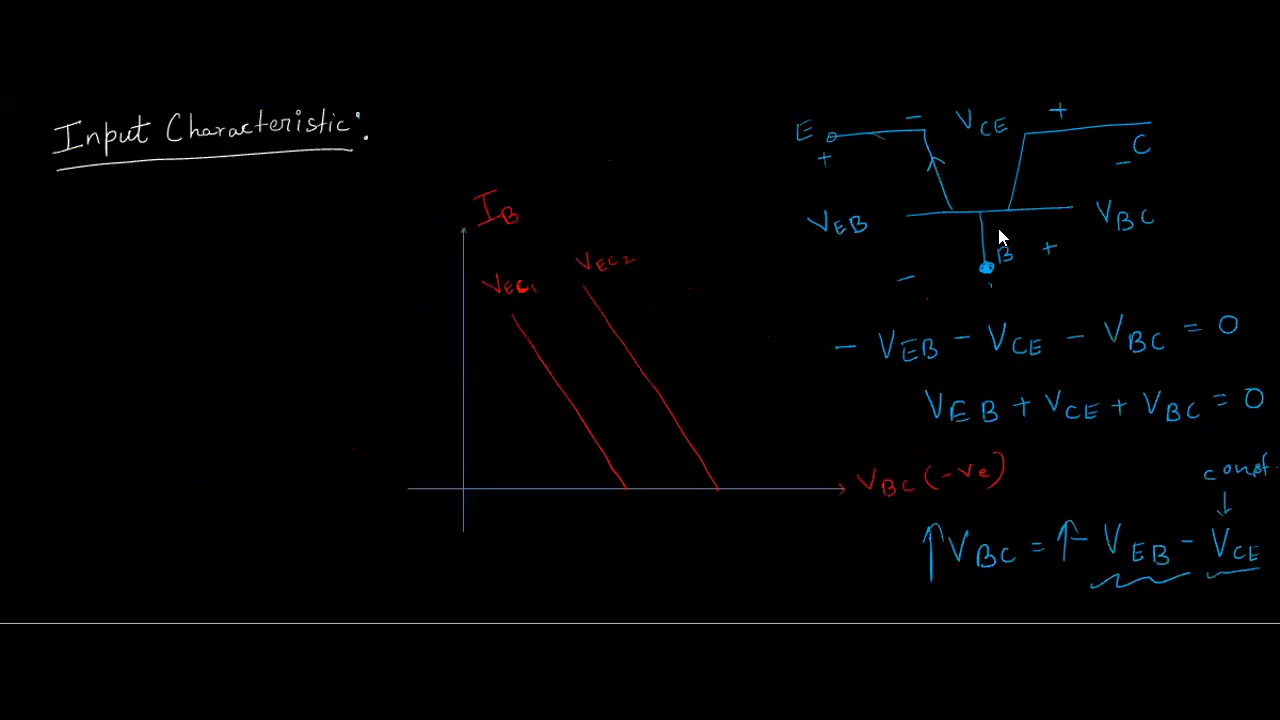 Input Characteristic:
E - VCE + C
+ -
VEB VBC
B +
-
IB
VEC1 VEC2
- VEB - VCE - VBC = 0
VEB + VCE + VBC = 0
VBC (-ve)
const
↓
↑VBC = ↑- VEB - VCE